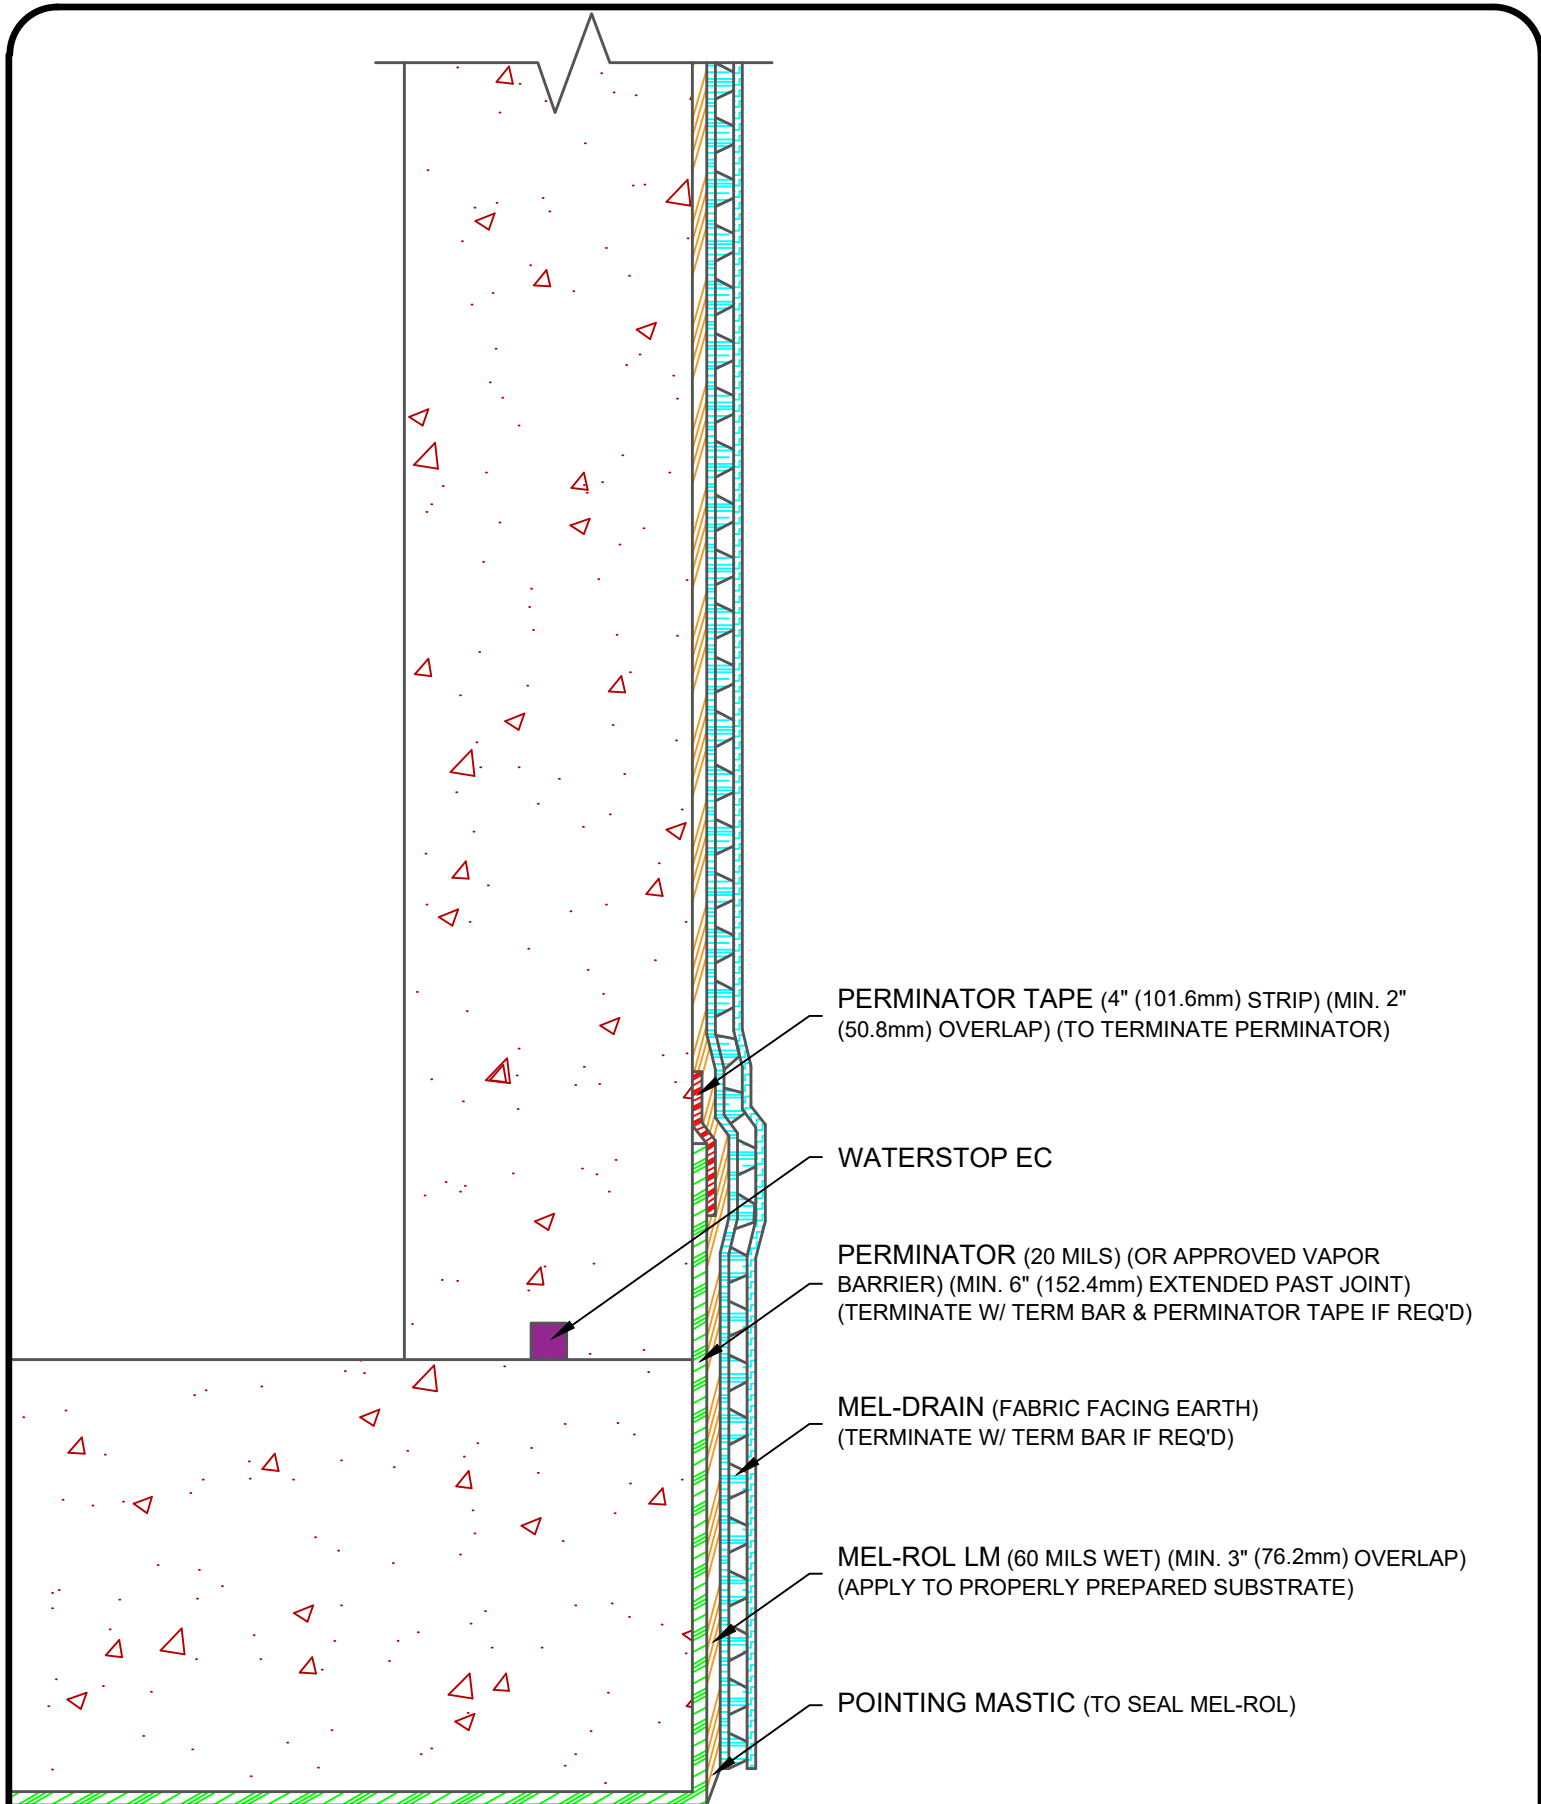 PERMINATOR TAPE (4" (101.6mm) STRIP) (MIN. 2"
(50.8mm) OVERLAP) (TO TERMINATE PERMINATOR)
WATERSTOP EC
PERMINATOR (20 MILS) (OR APPROVED VAPOR
BARRIER) (MIN. 6" (152.4mm) EXTENDED PAST JOINT)
(TERMINATE W/ TERM BAR & PERMINATOR TAPE IF REQ'D)
MEL-DRAIN (FABRIC FACING EARTH)
(TERMINATE W/ TERM BAR IF REQ'D)
MEL-ROL LM (60 MILS WET) (MIN. 3" (76.2mm) OVERLAP)
(APPLY TO PROPERLY PREPARED SUBSTRATE)
POINTING MASTIC (TO SEAL MEL-ROL)